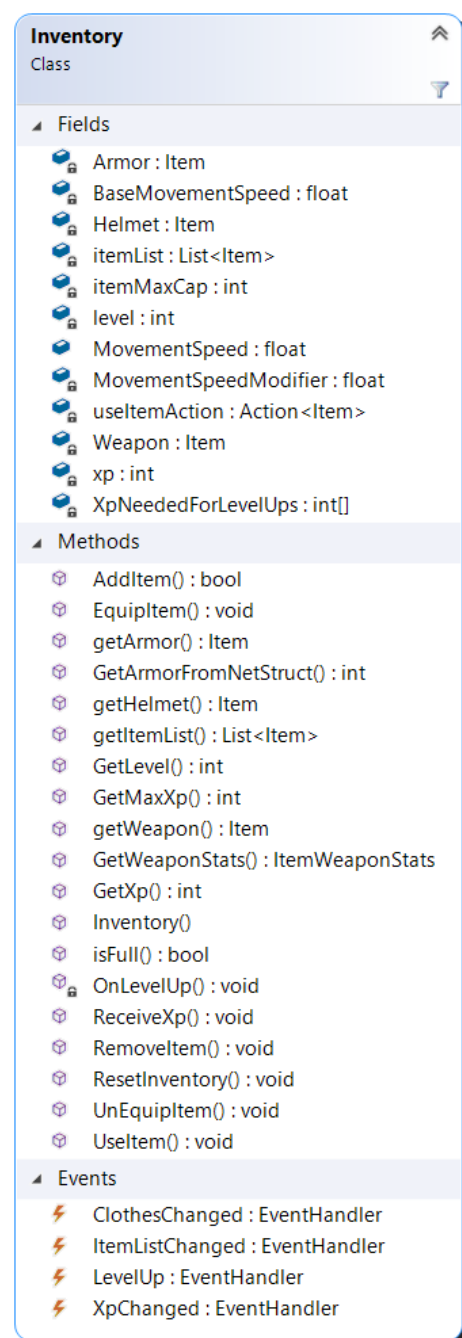 Inventory
Class
Fields
Armor : Item
BaseMovementSpeed : float
Helmet : Item
itemList : List<Item>
itemMaxCap : int
level : int
MovementSpeed : float
MovementSpeedModifier : float
useItemAction : Action<Item>
Weapon : Item
xp : int
XpNeededForLevelUps : int[]
Methods
AddItem() : bool
EquipItem() : void
getArmor() : Item
GetArmorFromNetStruct() : int
getHelmet() : Item
getItemList() : List<Item>
GetLevel() : int
GetMaxXp() : int
getWeapon() : Item
GetWeaponStats() : ItemWeaponStats
GetXp() : int
Inventory()
isFull() : bool
OnLevelUp() : void
ReceiveXp() : void
RemoveItem() : void
ResetInventory() : void
UnEquipItem() : void
UseItem() : void
Events
ClothesChanged : EventHandler
ItemListChanged : EventHandler
LevelUp : EventHandler
XpChanged : EventHandler